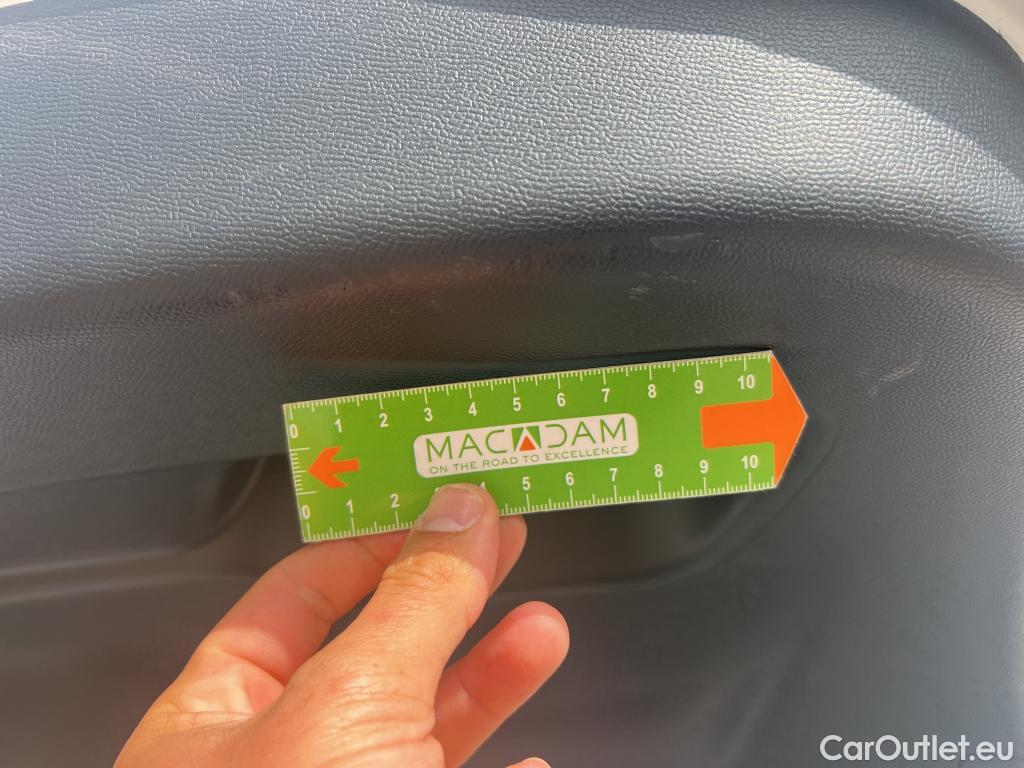 0 1 2 3 4 5 6 7 8 9 10
MACADAM
ON THE ROAD TO EXCELLENCE
0 1 2 4 5 6 7 8 9 10
CarOutlet.eu